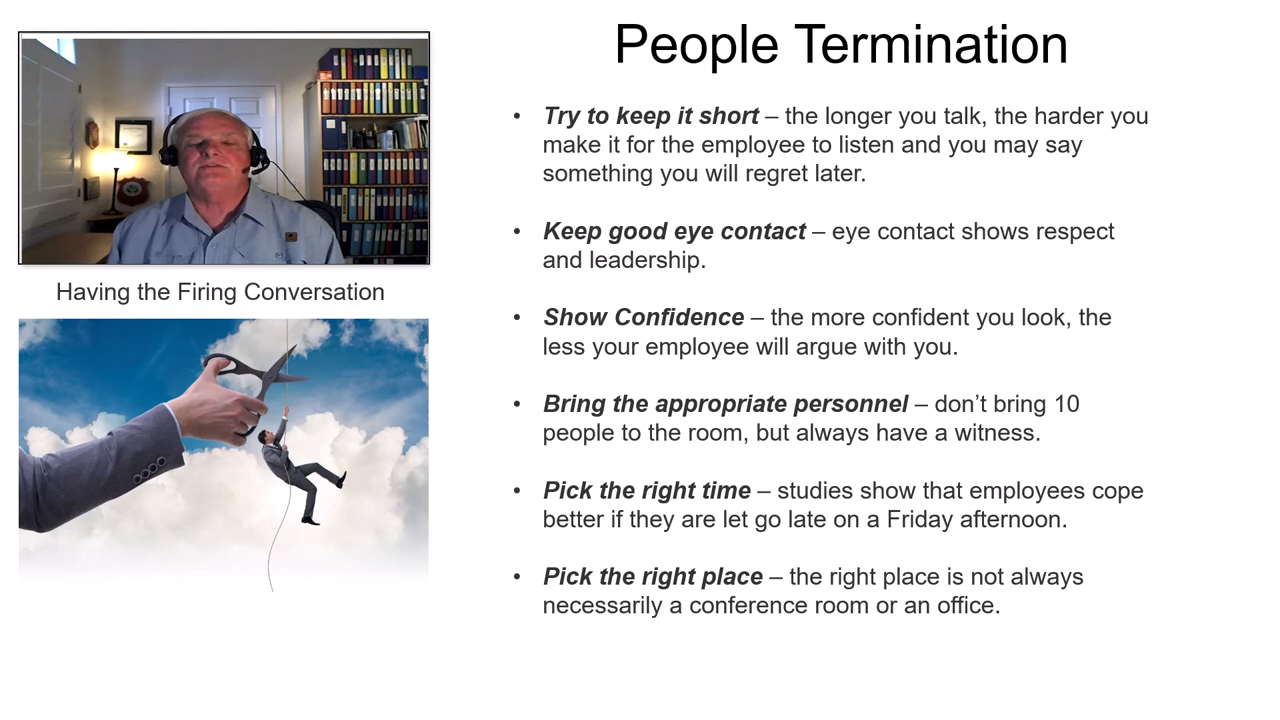 People Termination
• Try to keep it short – the longer you talk, the harder you
make it for the employee to listen and you may say
something you will regret later.
• Keep good eye contact – eye contact shows respect
and leadership.
• Show Confidence – the more confident you look, the
less your employee will argue with you.
• Bring the appropriate personnel – don’t bring 10
people to the room, but always have a witness.
• Pick the right time – studies show that employees cope
better if they are let go late on a Friday afternoon.
• Pick the right place – the right place is not always
necessarily a conference room or an office.
Having the Firing Conversation